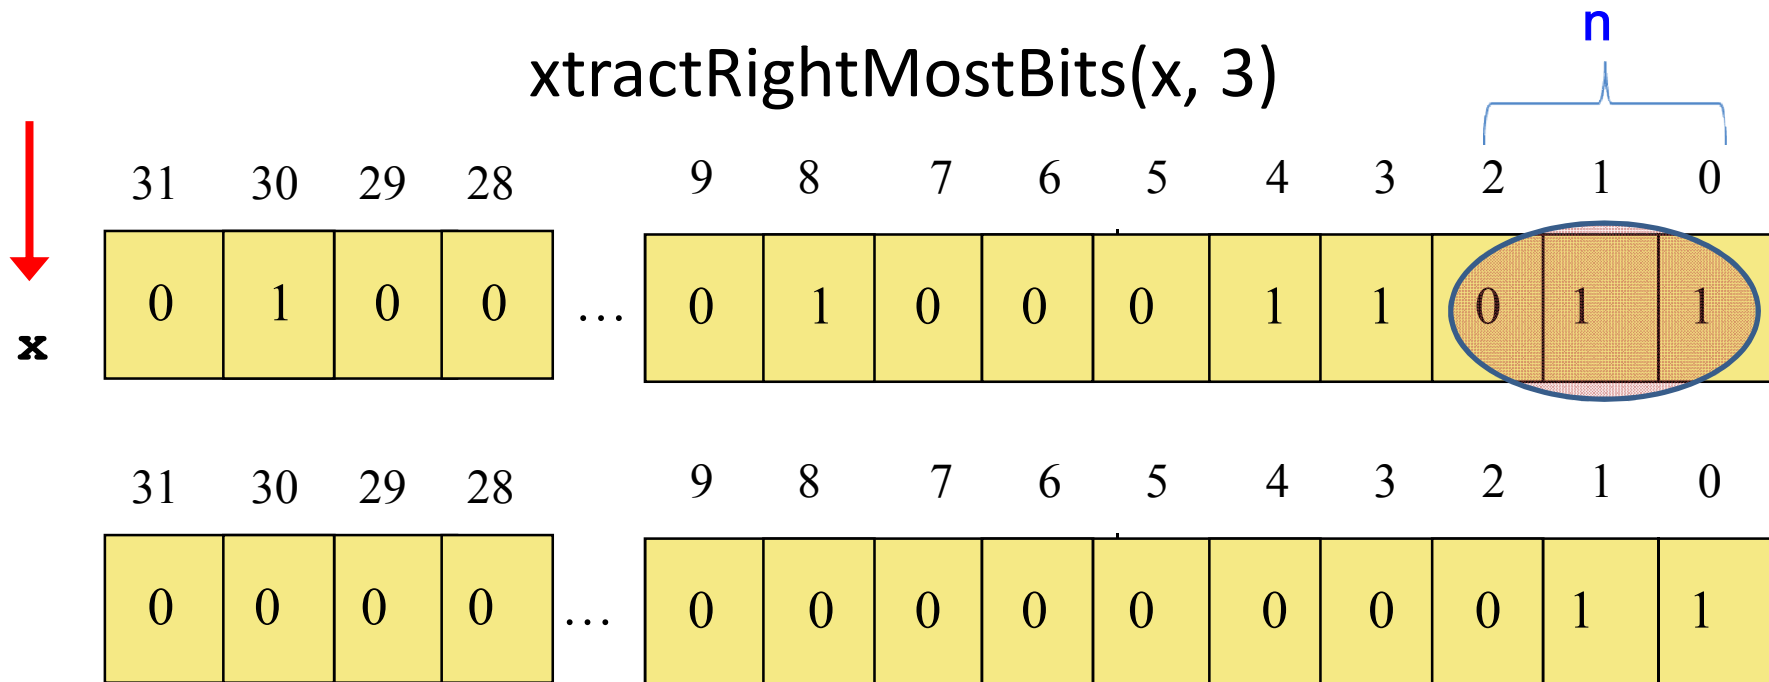 n
xtractRightMostBits(x, 3)
31 30 29 28 9 8 7 6 5 4 3 2 1 0
0 1 0 0 ... 0 1 0 0 0 1 1 0 1 1
x
31 30 29 28 9 8 7 6 5 4 3 2 1 0
0 0 0 0 ... 0 0 0 0 0 0 0 0 1 1